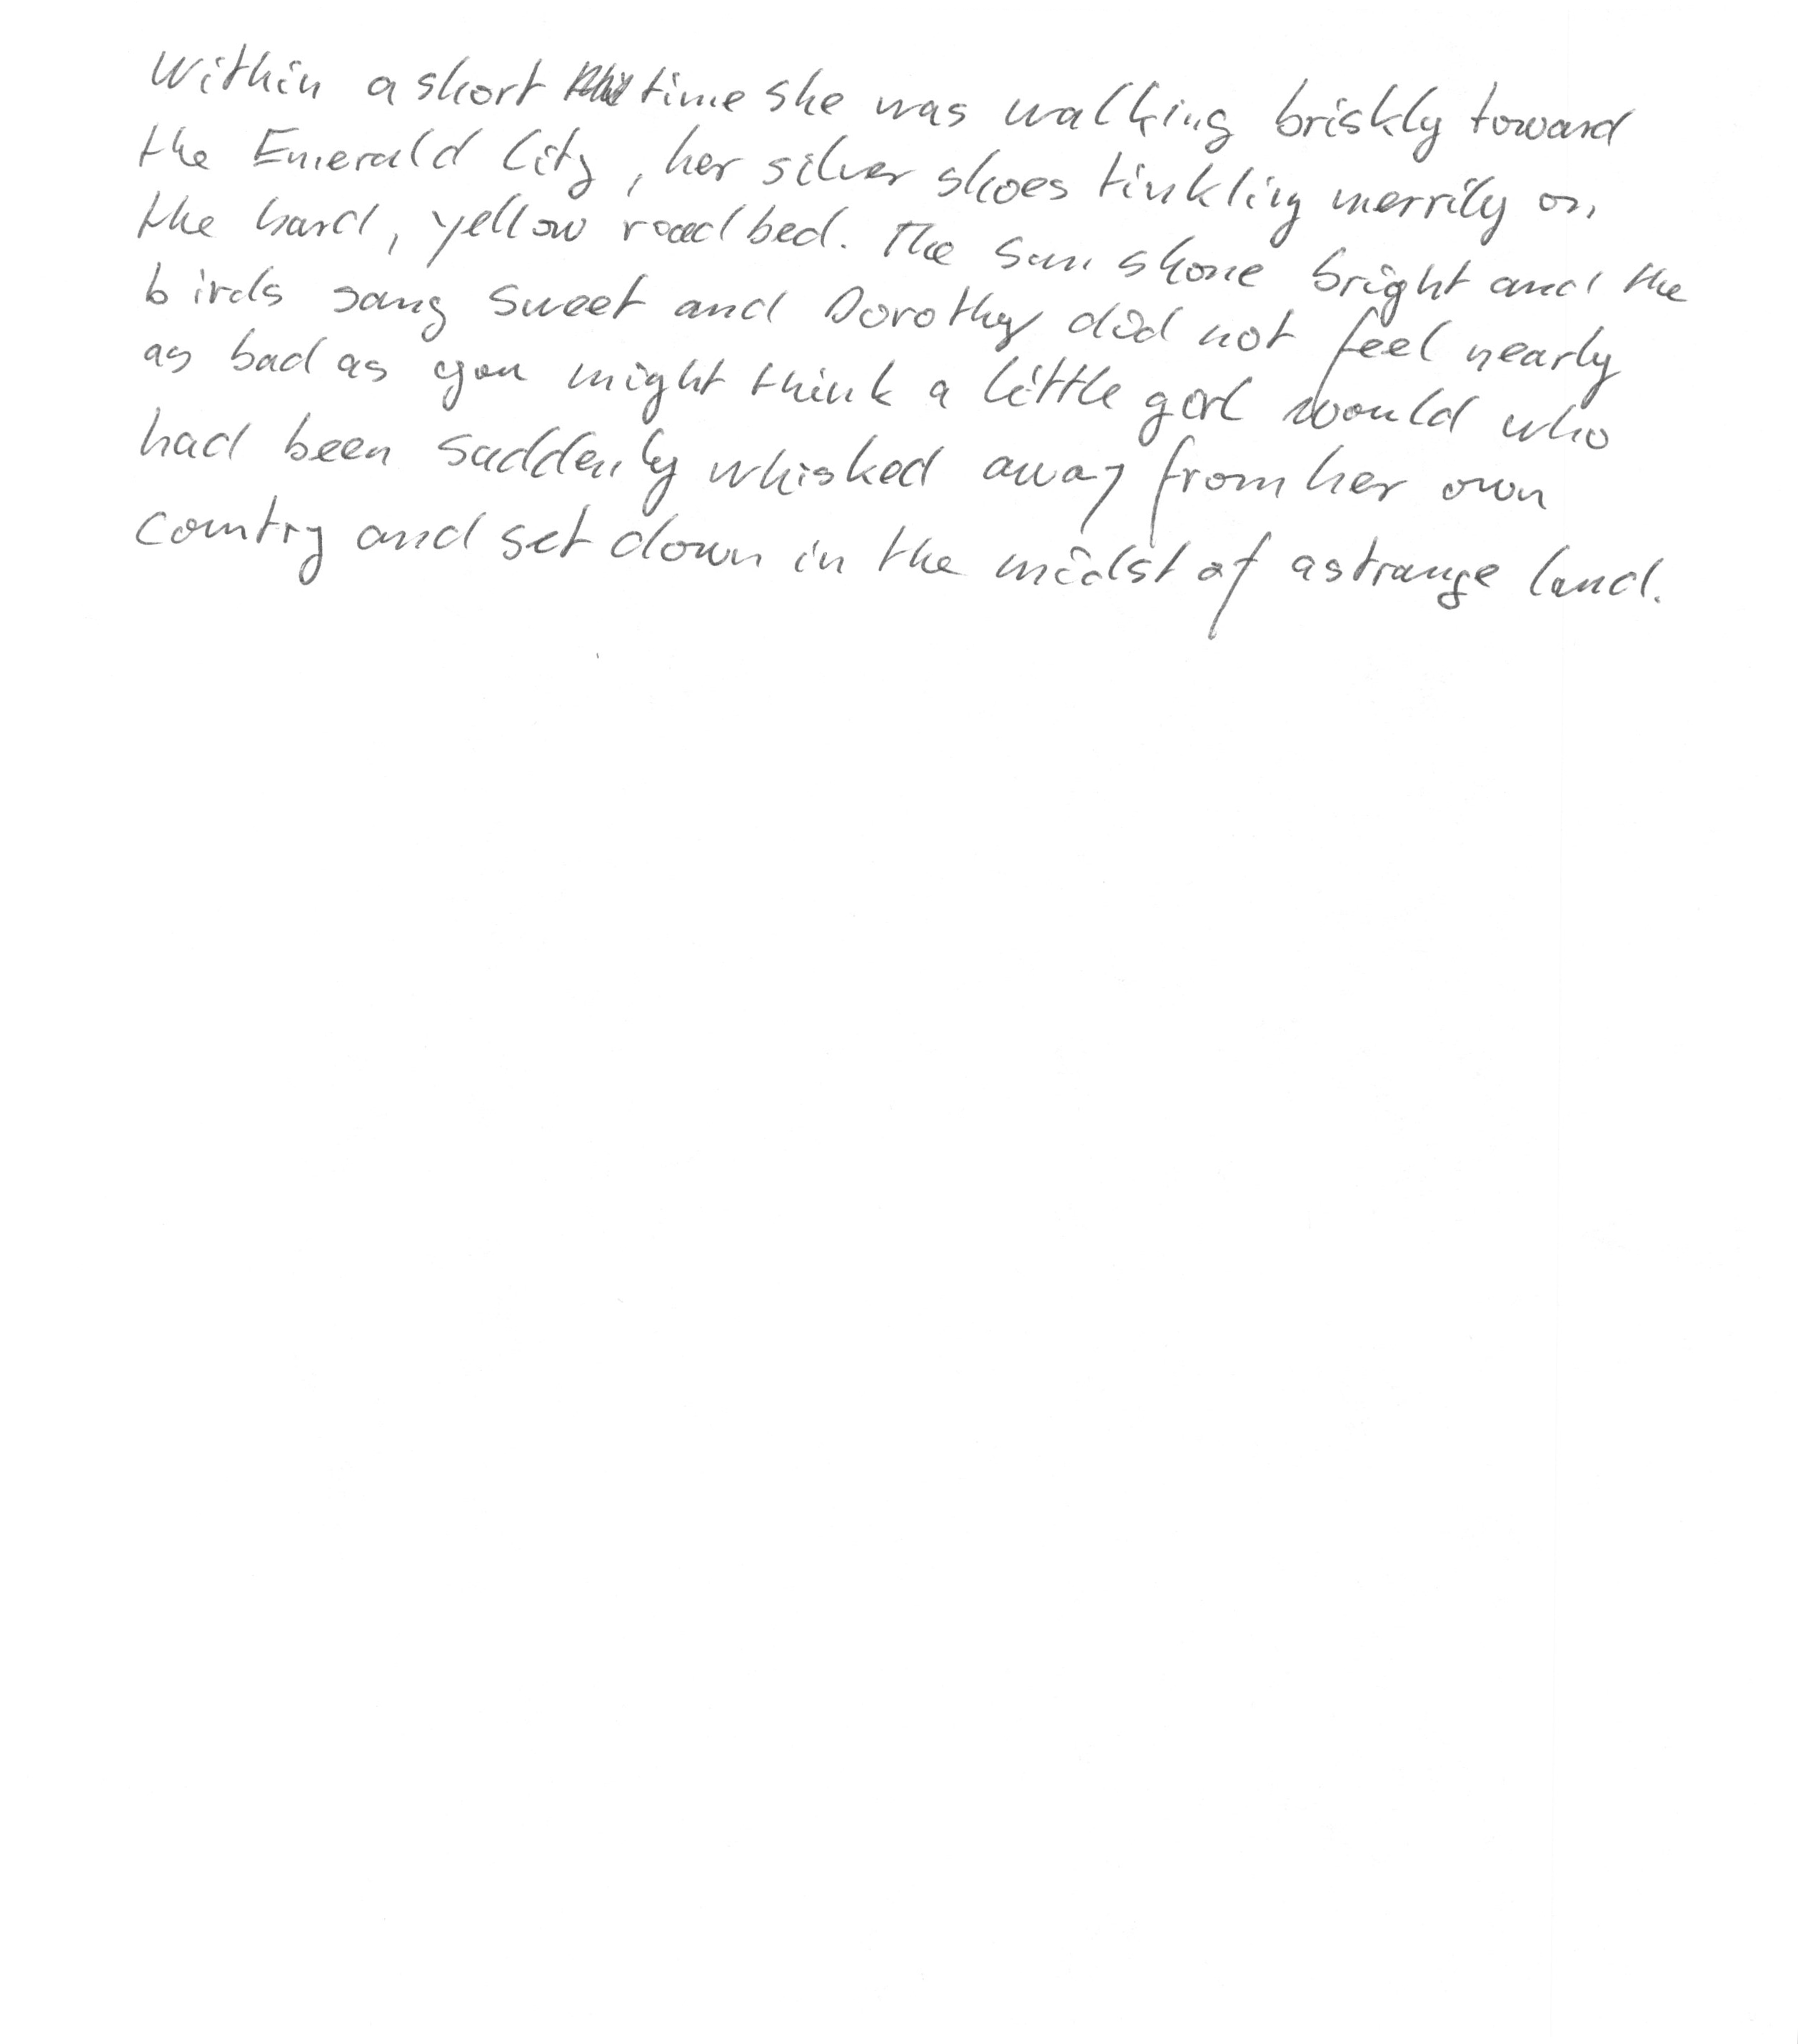 Within a short time she was walking briskly toward
the Emerald City, her silver shoes tinkling merrily on
the hard, yellow roadbed. The sun shone bright and the
birds sang sweet and Dorothy did not feel nearly
as bad as you might think a little girl would who
had been suddenly whisked away from her own
country and set down in the midst of a strange land.